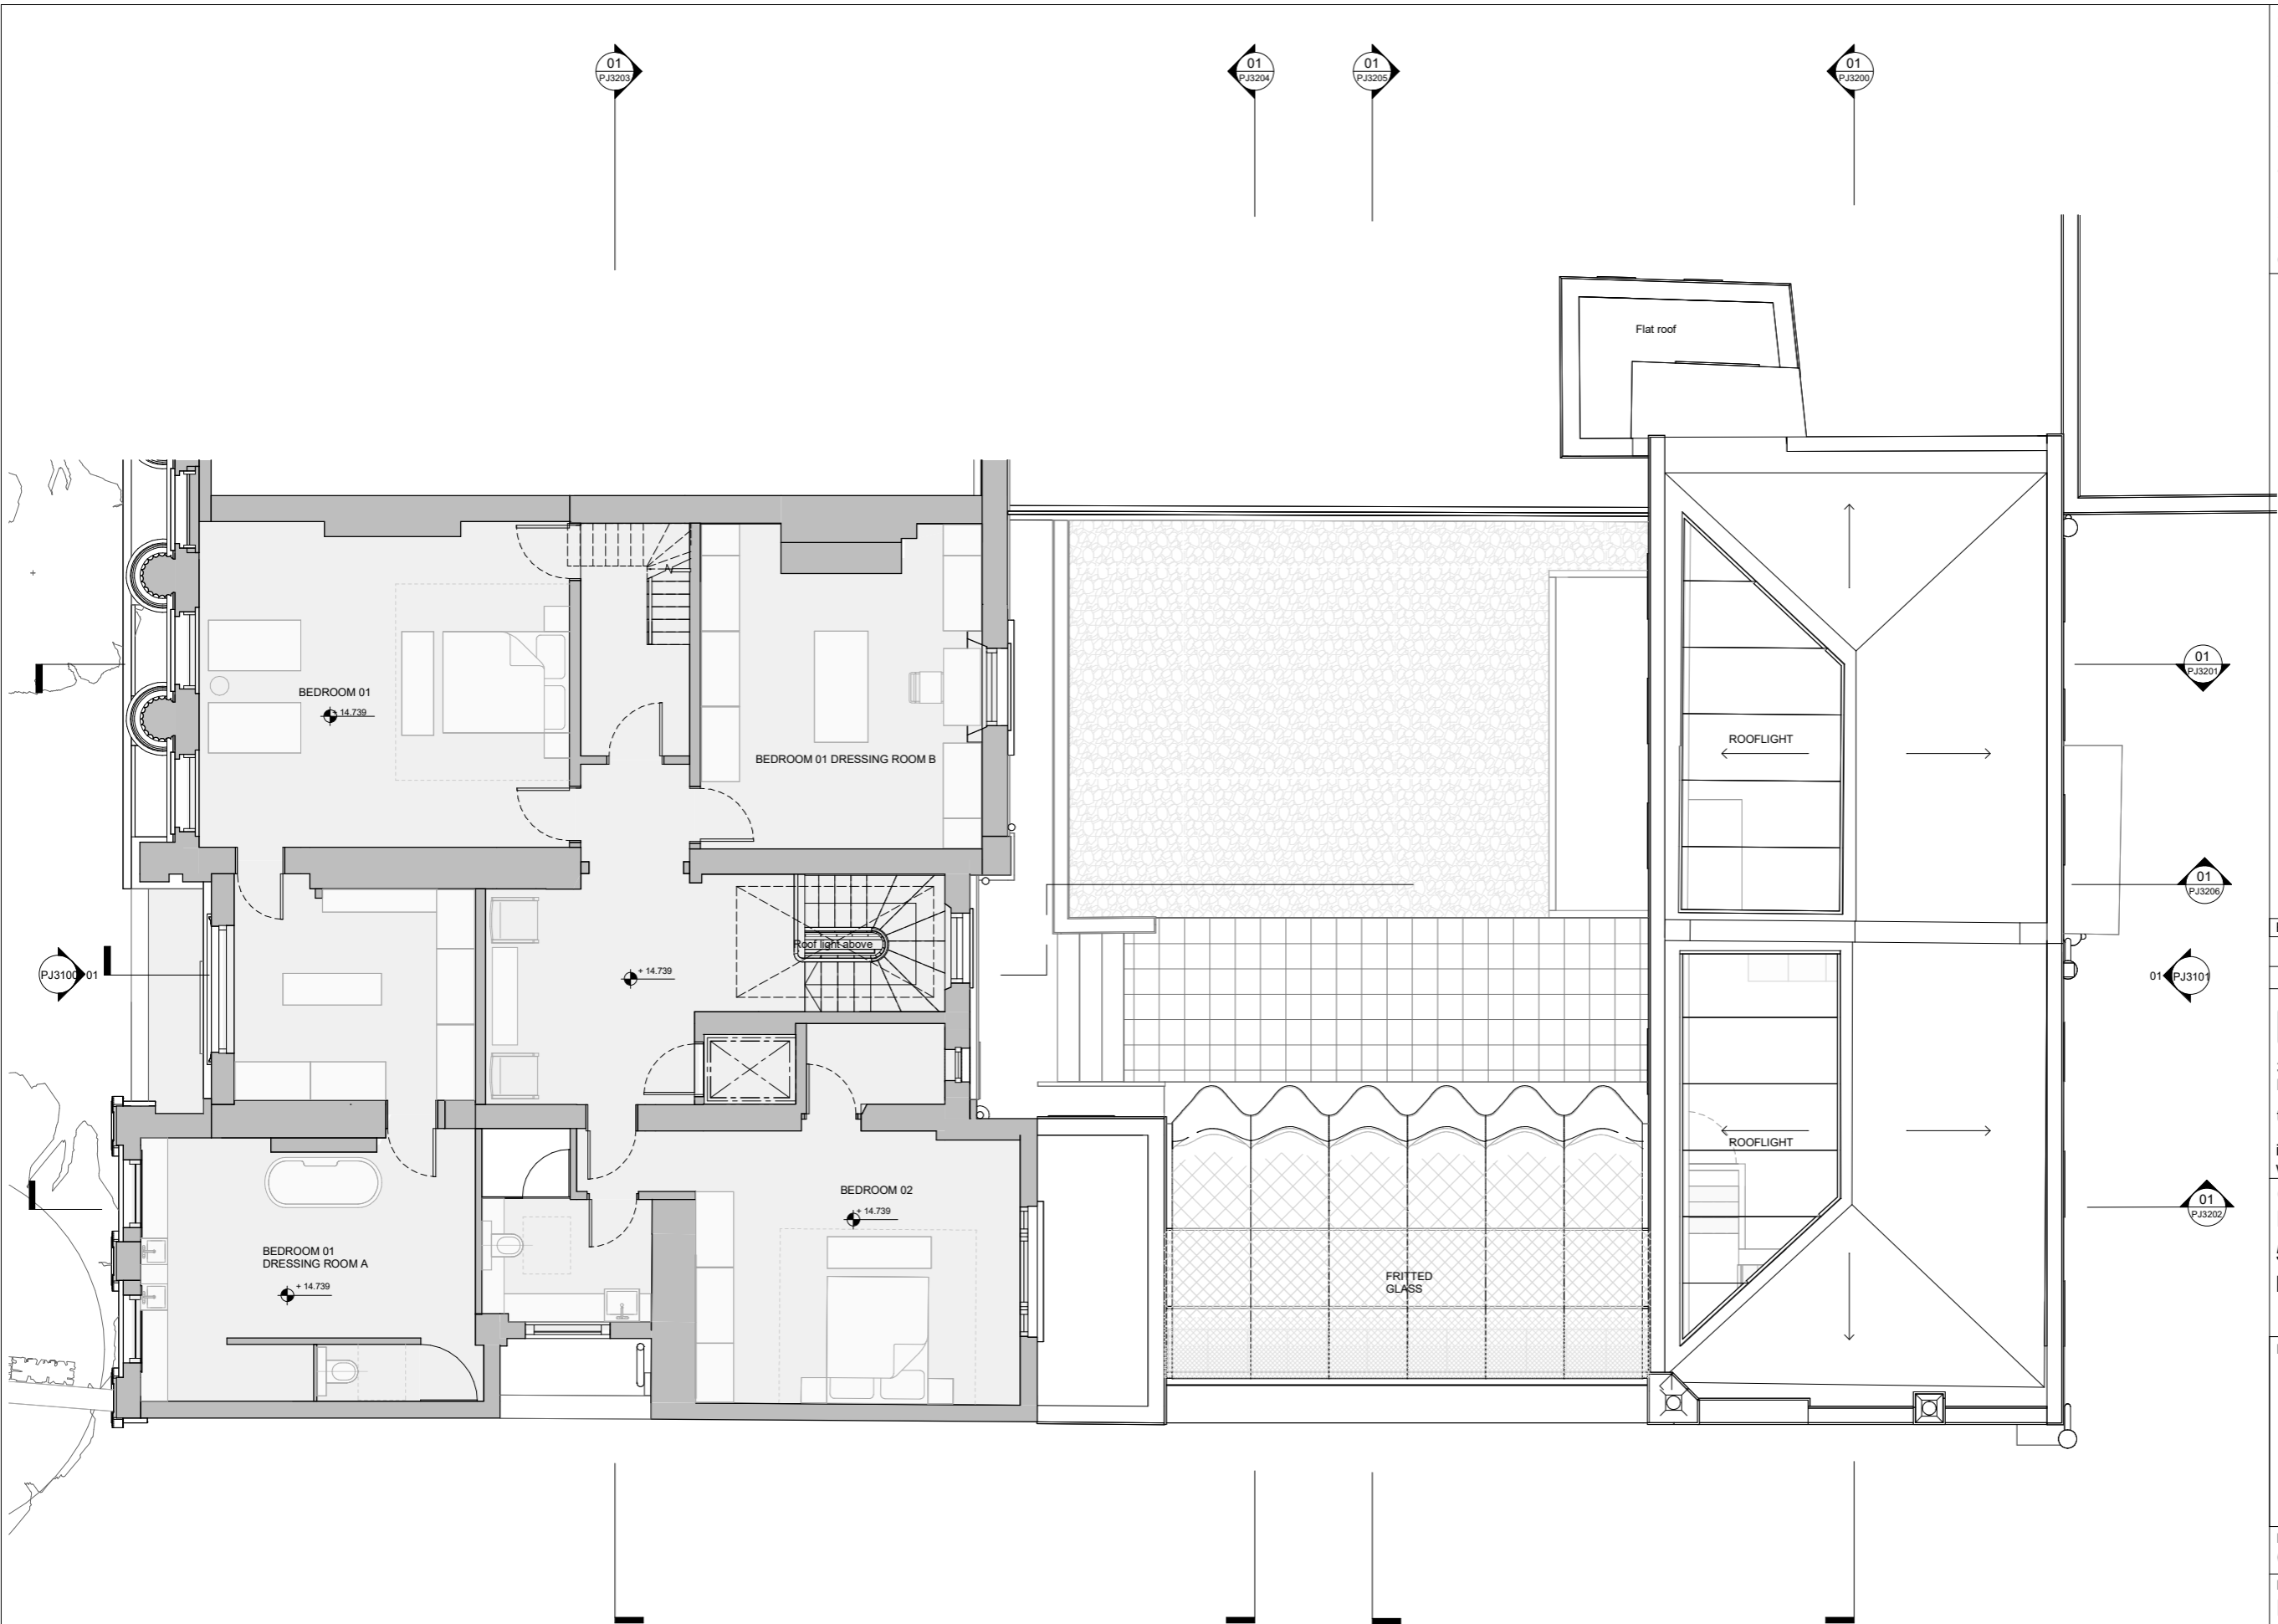 01
PJ3203
01
PJ3204
01
PJ3205
01
PJ3200
Flat roof
01
PJ3201
BEDROOM 01
+ 14.739
ROOFLIGHT
BEDROOM 01 DRESSING ROOM B
01
PJ3206
Roof light above
PJ3100
01
+ 14.739
01
PJ3101
ROOFLIGHT
BEDROOM 02
+ 14.739
01
PJ3202
BEDROOM 01
DRESSING ROOM A
+ 14.739
FRITTED
GLASS